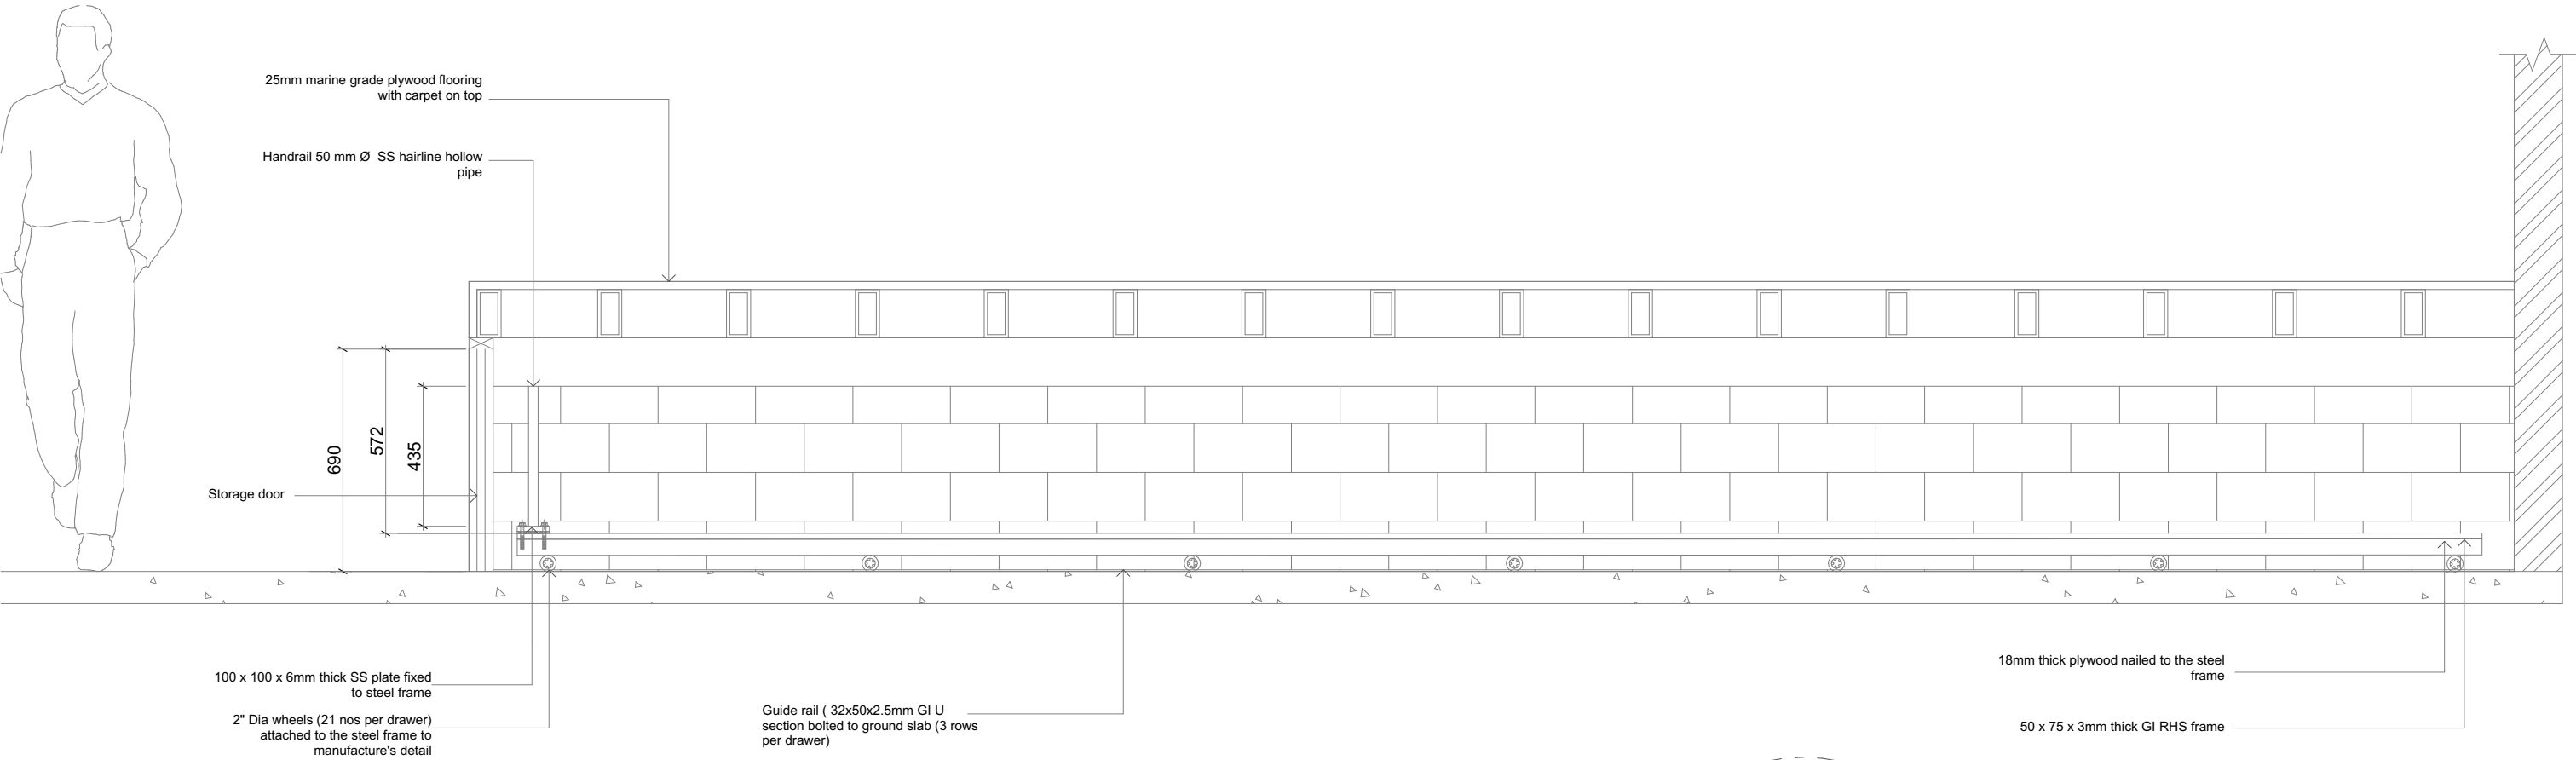 25mm marine grade plywood flooring
with carpet on top
Handrail 50 mm Ø  SS hairline hollow
pipe
690
572
435
Storage door
100 x 100 x 6mm thick SS plate fixed
to steel frame
2" Dia wheels (21 nos per drawer)
attached to the steel frame to
manufacture's detail
Guide rail ( 32x50x2.5mm GI U
section bolted to ground slab (3 rows
per drawer)
18mm thick plywood nailed to the steel
frame
50 x 75 x 3mm thick GI RHS frame